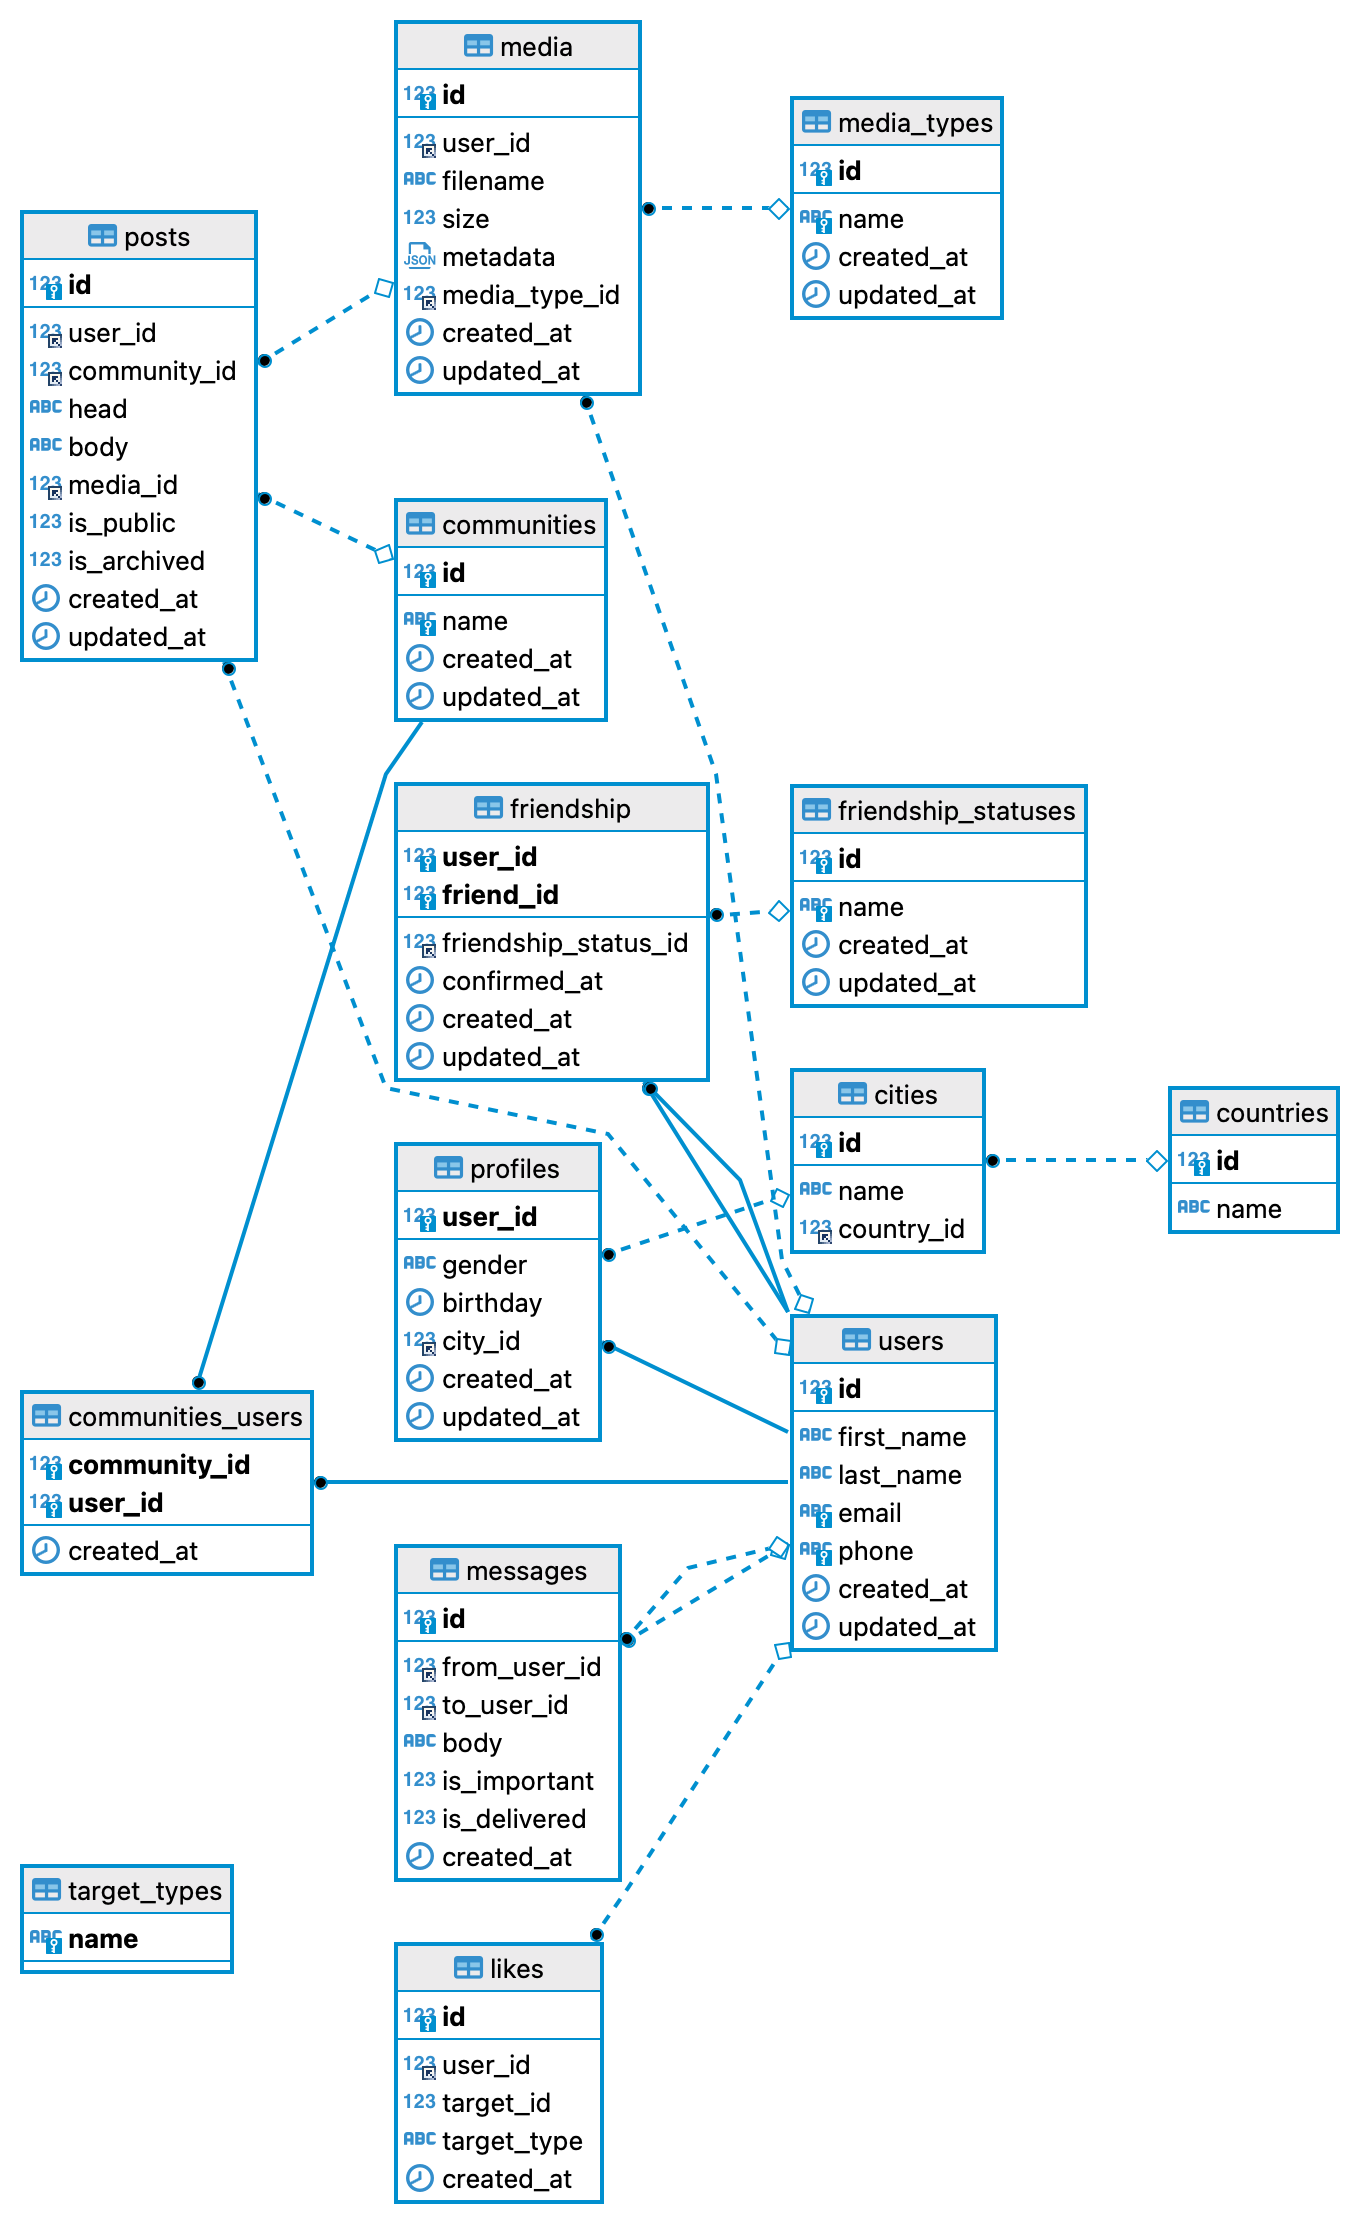 media
123 id
123 user_id
ABC filename
123 size
JSON metadata
123 media_type_id
created_at
updated_at
media_types
123 id
ABC name
created_at
updated_at
posts
123 id
123 user_id
123 community_id
ABC head
ABC body
123 media_id
123 is_public
123 is_archived
created_at
updated_at
communities
123 id
ABC name
created_at
updated_at
friendship
123 user_id
123 friend_id
123 friendship_status_id
confirmed_at
created_at
updated_at
friendship_statuses
123 id
ABC name
created_at
updated_at
cities
123 id
ABC name
123 country_id
countries
123 id
ABC name
profiles
123 user_id
ABC gender
birthday
123 city_id
created_at
updated_at
users
123 id
ABC first_name
ABC last_name
ABC email
ABC phone
created_at
updated_at
communities_users
123 community_id
123 user_id
created_at
messages
123 id
123 from_user_id
123 to_user_id
ABC body
123 is_important
123 is_delivered
created_at
target_types
ABC name
likes
123 id
123 user_id
123 target_id
ABC target_type
created_at